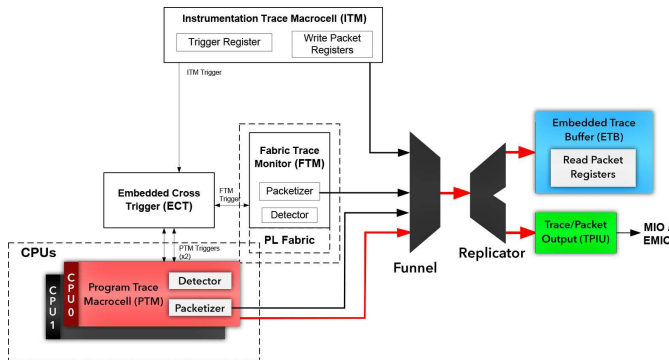 Instrumentation Trace Macrocell (ITM)
Trigger Register
Write Packet
Registers
ITM Trigger
Fabric Trace
Monitor (FTM)
Packetizer
Detector
PL Fabric
FTM
Trigger
Embedded Cross
Trigger (ECT)
PTM Triggers
(x2)
CPUs
CPU0
CPU1
Program Trace
Macrocell (PTM)
Detector
Packetizer
Funnel
Replicator
Embedded Trace
Buffer (ETB)
Read Packet
Registers
Trace/Packet
Output (TPIU)
MIO /
EMIO